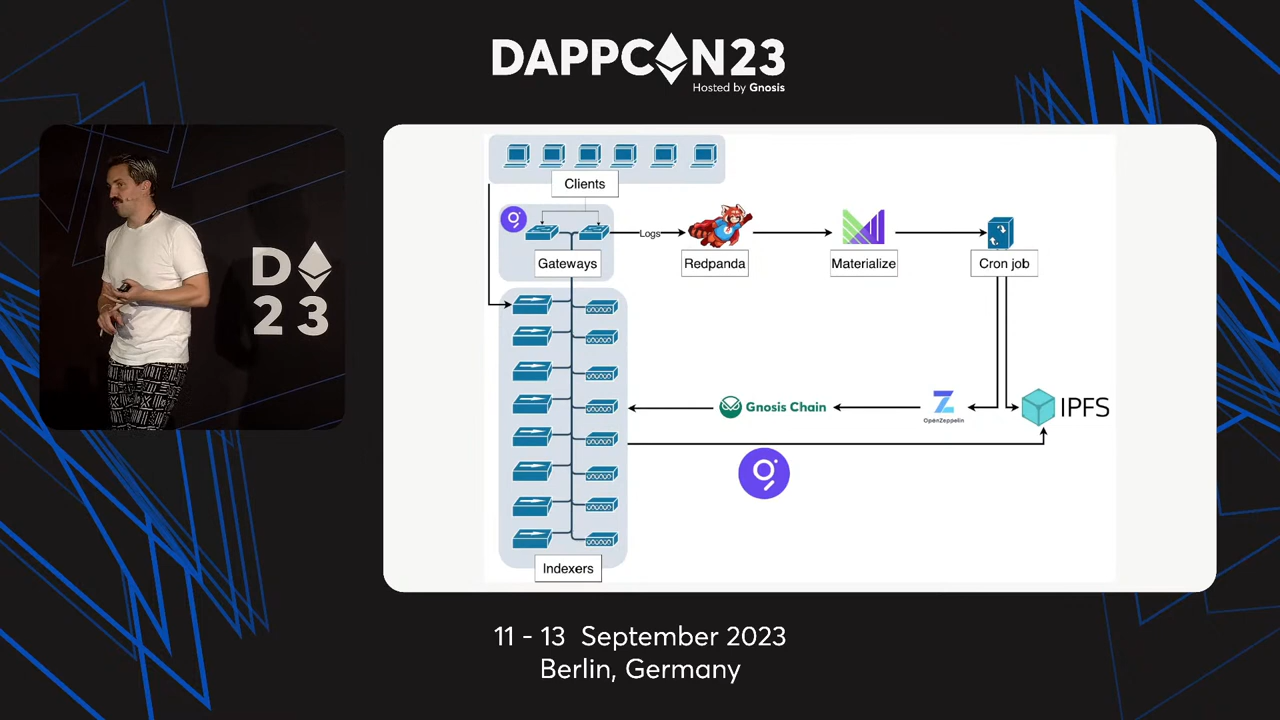 DAPPCON23
Hosted by Gnosis
D
23
Clients
Gateways
Logs
Redpanda
Materialize
Cron job
Gnosis Chain
OpenZeppelin
IPFS
Indexers
11 - 13 September 2023
Berlin, Germany